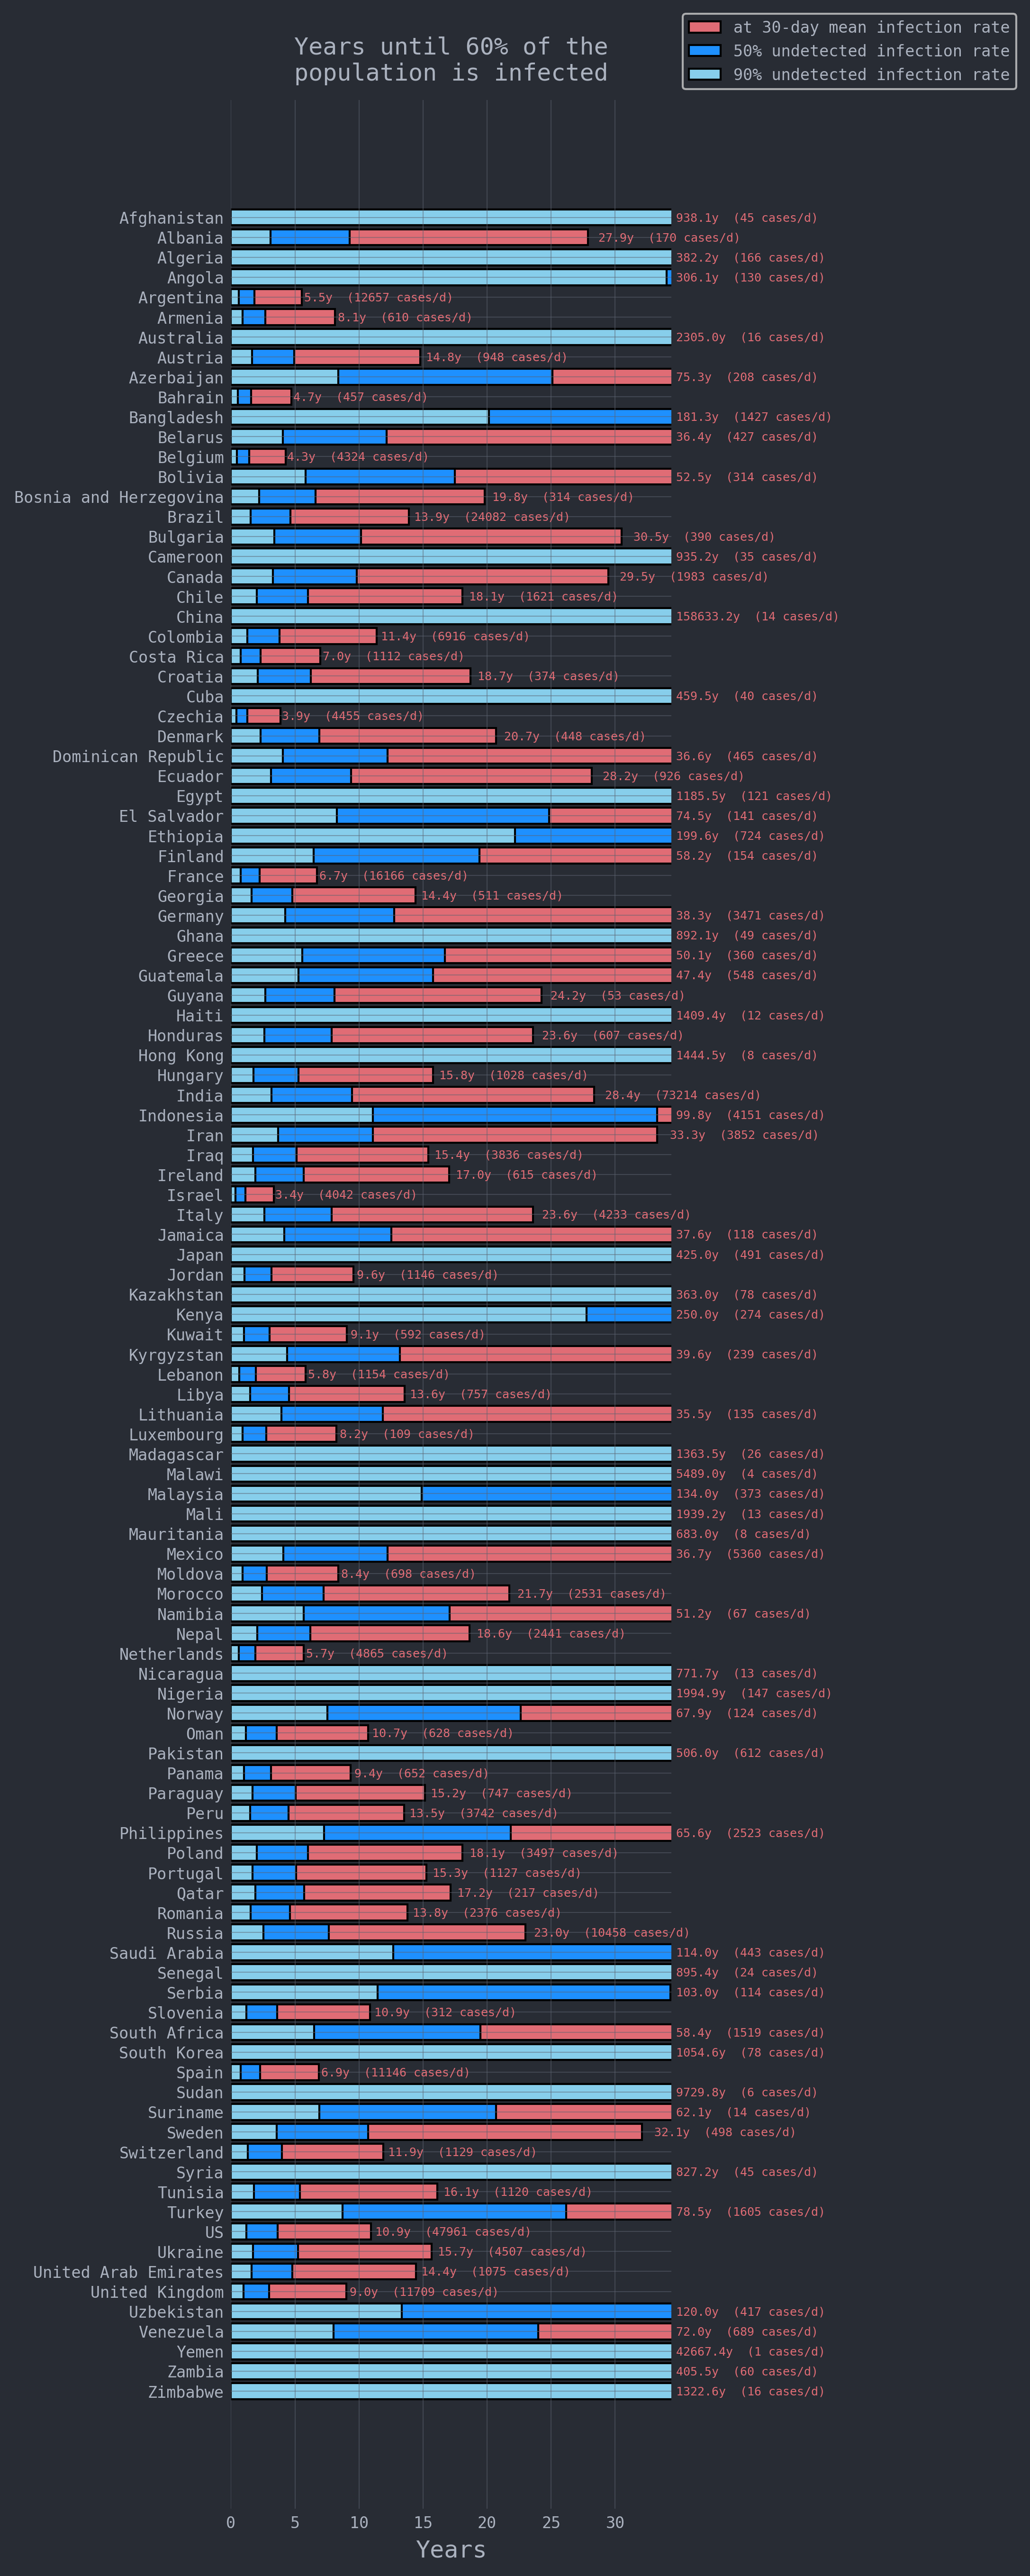 at 30-day mean infection rate
50% undetected infection rate
90% undetected infection rate
Years until 60% of the
population is infected
Afghanistan 938.1y (45 cases/d)
Albania 27.9y (170 cases/d)
Algeria 382.2y (166 cases/d)
Angola 306.1y (130 cases/d)
Argentina 5.5y (12657 cases/d)
Armenia 8.1y (610 cases/d)
Australia 2305.0y (16 cases/d)
Austria 14.8y (948 cases/d)
Azerbaijan 75.3y (208 cases/d)
Bahrain 4.7y (457 cases/d)
Bangladesh 181.3y (1427 cases/d)
Belarus 36.4y (427 cases/d)
Belgium 4.3y (4324 cases/d)
Bolivia 52.5y (314 cases/d)
Bosnia and Herzegovina 19.8y (314 cases/d)
Brazil 13.9y (24082 cases/d)
Bulgaria 30.5y (390 cases/d)
Cameroon 935.2y (35 cases/d)
Canada 29.5y (1983 cases/d)
Chile 18.1y (1621 cases/d)
China 158633.2y (14 cases/d)
Colombia 11.4y (6916 cases/d)
Costa Rica 7.0y (1112 cases/d)
Croatia 18.7y (374 cases/d)
Cuba 459.5y (40 cases/d)
Czechia 3.9y (4455 cases/d)
Denmark 20.7y (448 cases/d)
Dominican Republic 36.6y (465 cases/d)
Ecuador 28.2y (926 cases/d)
Egypt 1185.5y (121 cases/d)
El Salvador 74.5y (141 cases/d)
Ethiopia 199.6y (724 cases/d)
Finland 58.2y (154 cases/d)
France 6.7y (16166 cases/d)
Georgia 14.4y (511 cases/d)
Germany 38.3y (3471 cases/d)
Ghana 892.1y (49 cases/d)
Greece 50.1y (360 cases/d)
Guatemala 47.4y (548 cases/d)
Guyana 24.2y (53 cases/d)
Haiti 1409.4y (12 cases/d)
Honduras 23.6y (607 cases/d)
Hong Kong 1444.5y (8 cases/d)
Hungary 15.8y (1028 cases/d)
India 28.4y (73214 cases/d)
Indonesia 99.8y (4151 cases/d)
Iran 33.3y (3852 cases/d)
Iraq 15.4y (3836 cases/d)
Ireland 17.0y (615 cases/d)
Israel 3.4y (4042 cases/d)
Italy 23.6y (4233 cases/d)
Jamaica 37.6y (118 cases/d)
Japan 425.0y (491 cases/d)
Jordan 9.6y (1146 cases/d)
Kazakhstan 363.0y (78 cases/d)
Kenya 250.0y (274 cases/d)
Kuwait 9.1y (592 cases/d)
Kyrgyzstan 39.6y (239 cases/d)
Lebanon 5.8y (1154 cases/d)
Libya 13.6y (757 cases/d)
Lithuania 35.5y (135 cases/d)
Luxembourg 8.2y (109 cases/d)
Madagascar 1363.5y (26 cases/d)
Malawi 5489.0y (4 cases/d)
Malaysia 134.0y (373 cases/d)
Mali 1939.2y (13 cases/d)
Mauritania 683.0y (8 cases/d)
Mexico 36.7y (5360 cases/d)
Moldova 8.4y (698 cases/d)
Morocco 21.7y (2531 cases/d)
Namibia 51.2y (67 cases/d)
Nepal 18.6y (2441 cases/d)
Netherlands 5.7y (4865 cases/d)
Nicaragua 771.7y (13 cases/d)
Nigeria 1994.9y (147 cases/d)
Norway 67.9y (124 cases/d)
Oman 10.7y (628 cases/d)
Pakistan 506.0y (612 cases/d)
Panama 9.4y (652 cases/d)
Paraguay 15.2y (747 cases/d)
Peru 13.5y (3742 cases/d)
Philippines 65.6y (2523 cases/d)
Poland 18.1y (3497 cases/d)
Portugal 15.3y (1127 cases/d)
Qatar 17.2y (217 cases/d)
Romania 13.8y (2376 cases/d)
Russia 23.0y (10458 cases/d)
Saudi Arabia 114.0y (443 cases/d)
Senegal 895.4y (24 cases/d)
Serbia 103.0y (114 cases/d)
Slovenia 10.9y (312 cases/d)
South Africa 58.4y (1519 cases/d)
South Korea 1054.6y (78 cases/d)
Spain 6.9y (11146 cases/d)
Sudan 9729.8y (6 cases/d)
Suriname 62.1y (14 cases/d)
Sweden 32.1y (498 cases/d)
Switzerland 11.9y (1129 cases/d)
Syria 827.2y (45 cases/d)
Tunisia 16.1y (1120 cases/d)
Turkey 78.5y (1605 cases/d)
US 10.9y (47961 cases/d)
Ukraine 15.7y (4507 cases/d)
United Arab Emirates 14.4y (1075 cases/d)
United Kingdom 9.0y (11709 cases/d)
Uzbekistan 120.0y (417 cases/d)
Venezuela 72.0y (689 cases/d)
Yemen 42667.4y (1 cases/d)
Zambia 405.5y (60 cases/d)
Zimbabwe 1322.6y (16 cases/d)
0 5 10 15 20 25 30
Years